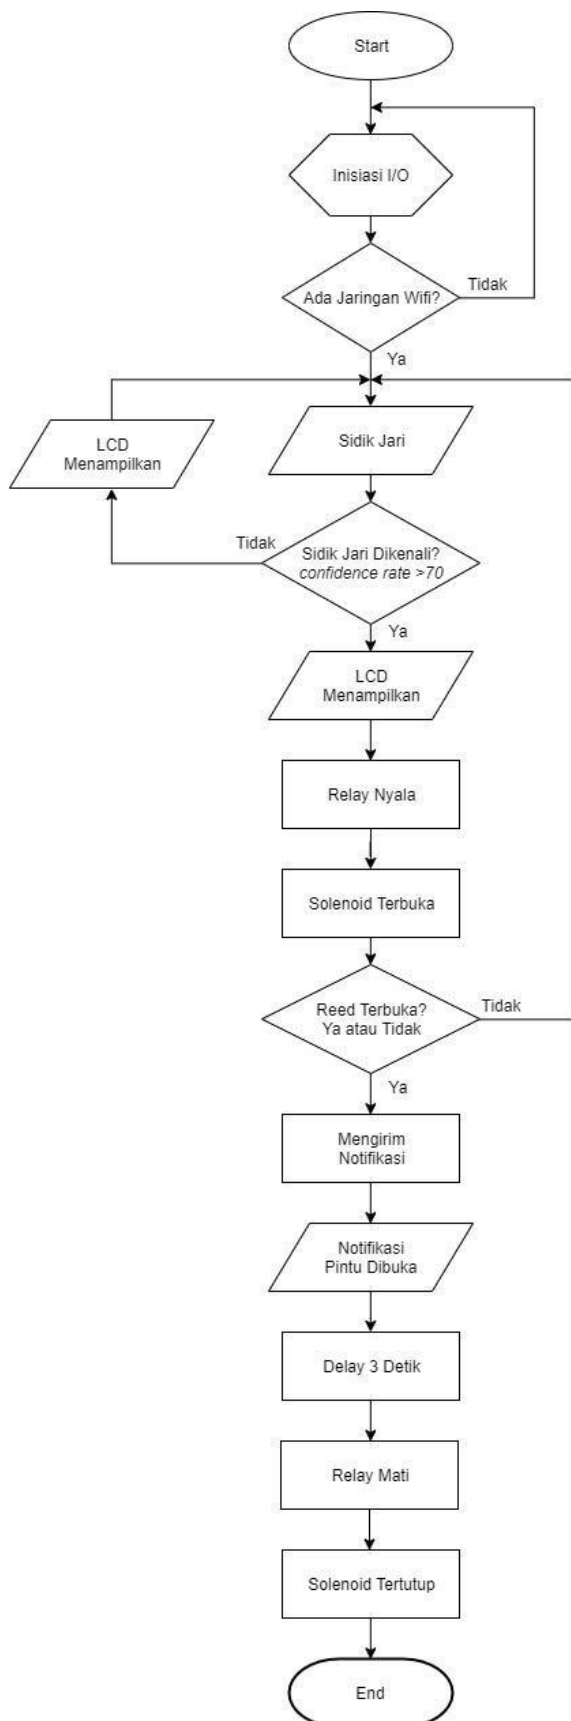 Start
Inisiasi I/O
Ada Jaringan Wifi?
Tidak
Ya
LCD
Menampilkan
Sidik Jari
Tidak
Sidik Jari Dikenali?
confidence rate >70
Ya
LCD
Menampilkan
Relay Nyala
Solenoid Terbuka
Reed Terbuka?
Ya atau Tidak
Tidak
Ya
Mengirim
Notifikasi
Notifikasi
Pintu Dibuka
Delay 3 Detik
Relay Mati
Solenoid Tertutup
End